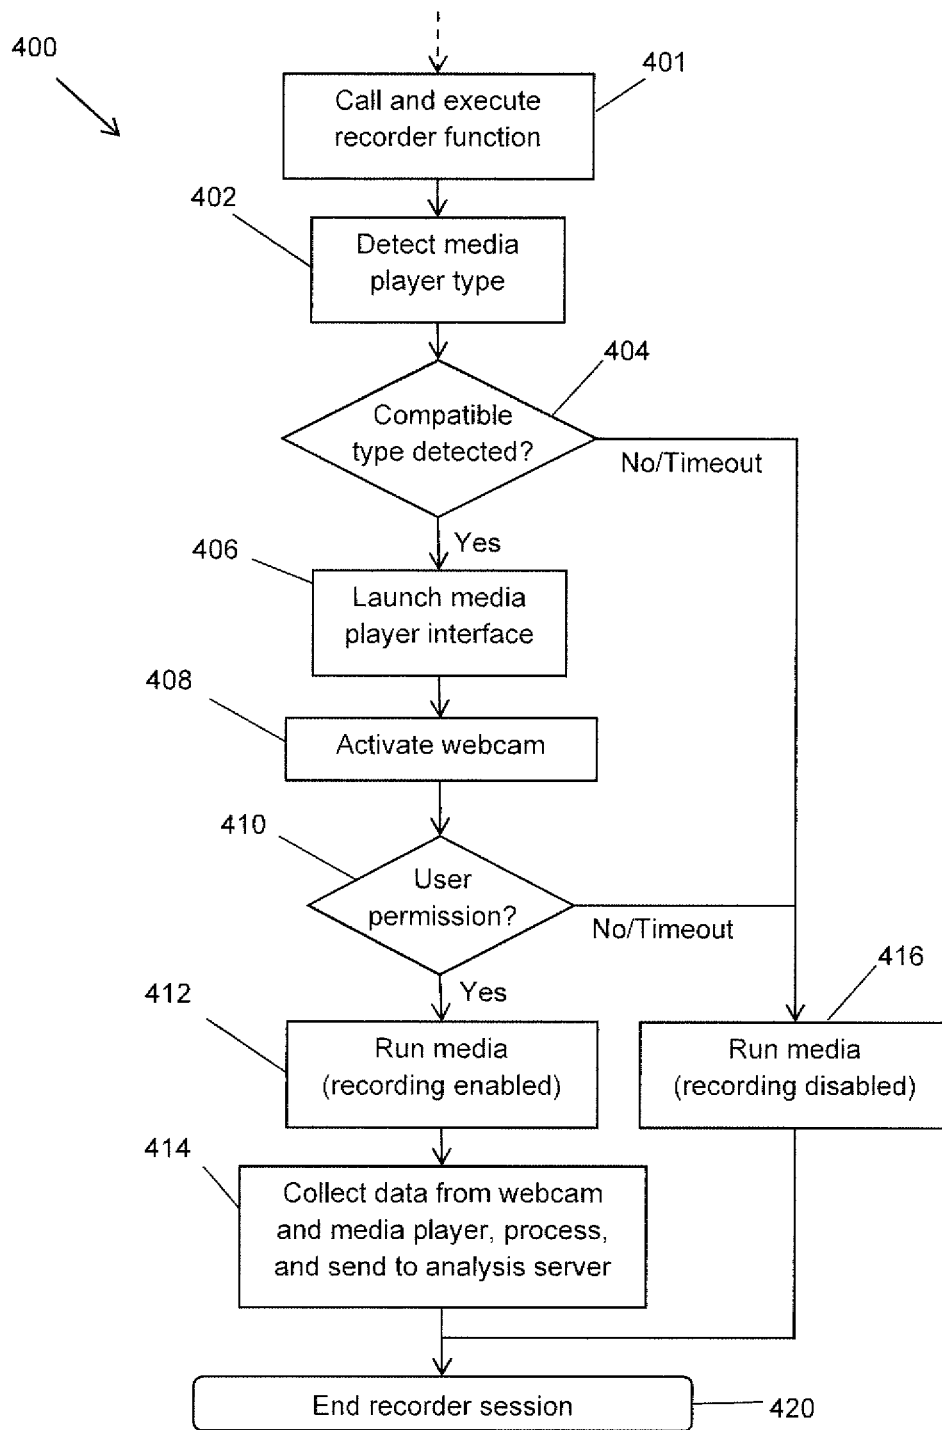 400
401
Call and execute
recorder function
402
Detect media
player type
404
Compatible
type detected?
No/Timeout
Yes
406
Launch media
player interface
408
Activate webcam
410
User
permission?
No/Timeout
Yes
412
Run media
(recording enabled)
416
Run media
(recording disabled)
414
Collect data from webcam
and media player, process,
and send to analysis server
End recorder session
420